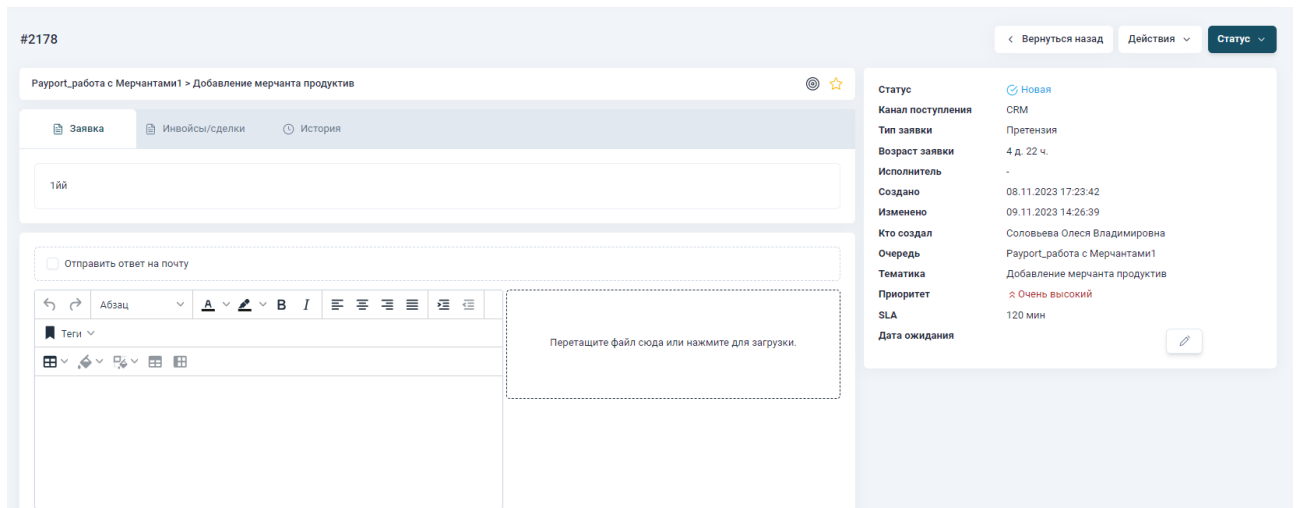 #2178
Вернуться назад
Действия
Статус
Payport_работа с Мерчантами1 > Добавление мерчанта продуктив
Заявка
Инвойсы/сделки
История
1йй
Отправить ответ на почту
Абзац
A
B
I
Теги
Перетащите файл сюда или нажмите для загрузки.
Статус Новая
Канал поступления CRM
Тип заявки Претензия
Возраст заявки 4 д. 22 ч.
Исполнитель -
Создано 08.11.2023 17:23:42
Изменено 09.11.2023 14:26:39
Кто создал Соловьева Олеся Владимировна
Очередь Payport_работа с Мерчантами1
Тематика Добавление мерчанта продуктив
Приоритет Очень высокий
SLA 120 мин
Дата ожидания